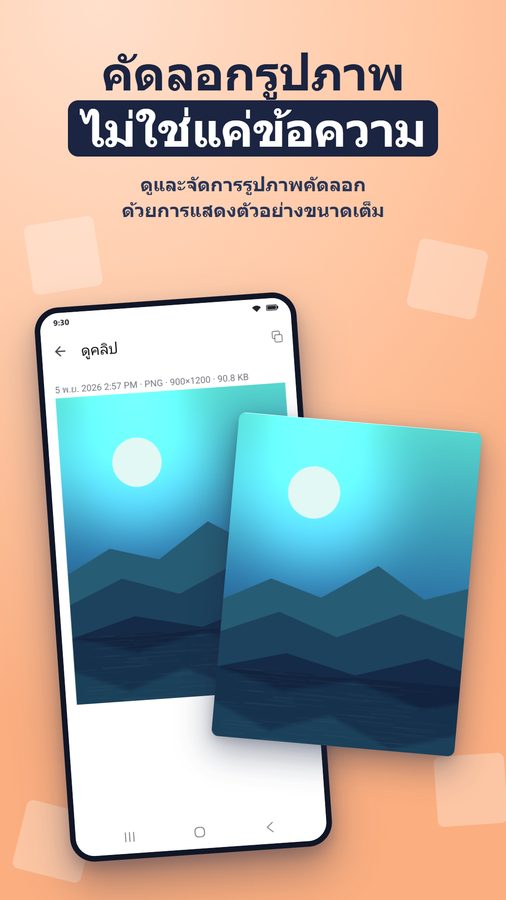 คัดลอกรูปภาพ
ไม่ใช่แค่ข้อความ
ดูและจัดการรูปภาพคัดลอก
ด้วยการแสดงตัวอย่างขนาดเต็ม
9:30
ดูคลิป
5 พ.ย. 2026 2:57 PM · PNG · 900×1200 · 90.8 KB